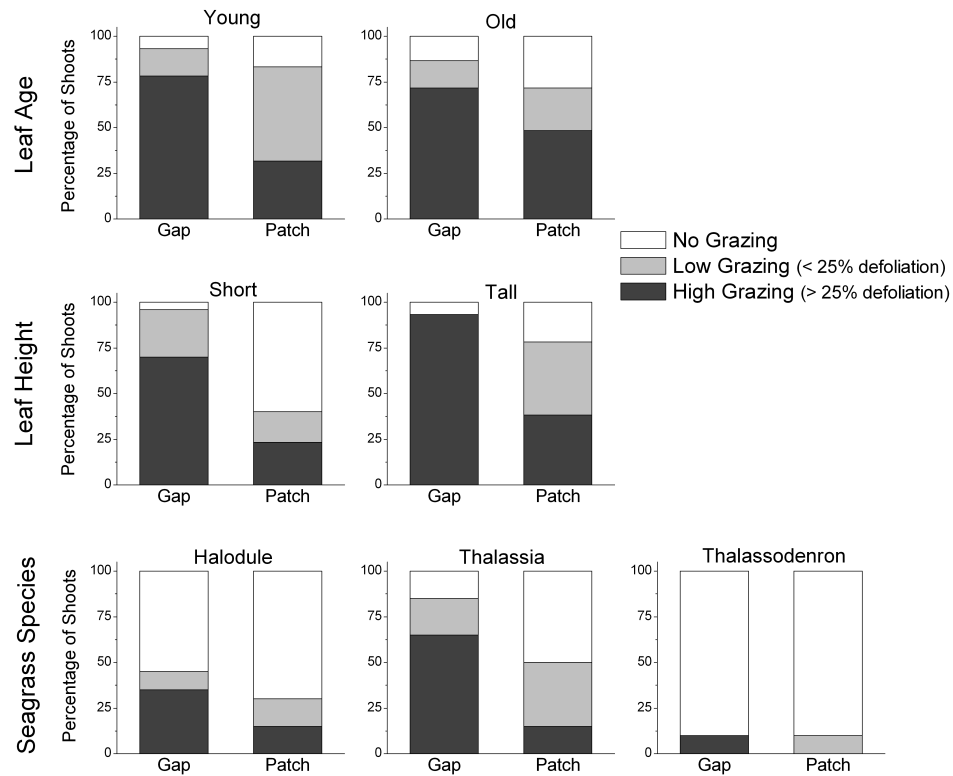 Young
Old
Leaf Age
Percentage of Shoots
100
75
50
25
0
Gap
Patch
100
75
50
25
0
Gap
Patch
No Grazing
Low Grazing (< 25% defoliation)
High Grazing (> 25% defoliation)
Short
Tall
Leaf Height
Percentage of Shoots
100
75
50
25
0
Gap
Patch
100
75
50
25
0
Gap
Patch
Halodule
Thalassia
Thalassodenron
Seagrass Species
Percentage of Shoots
100
75
50
25
0
Gap
Patch
100
75
50
25
0
Gap
Patch
100
75
50
25
0
Gap
Patch